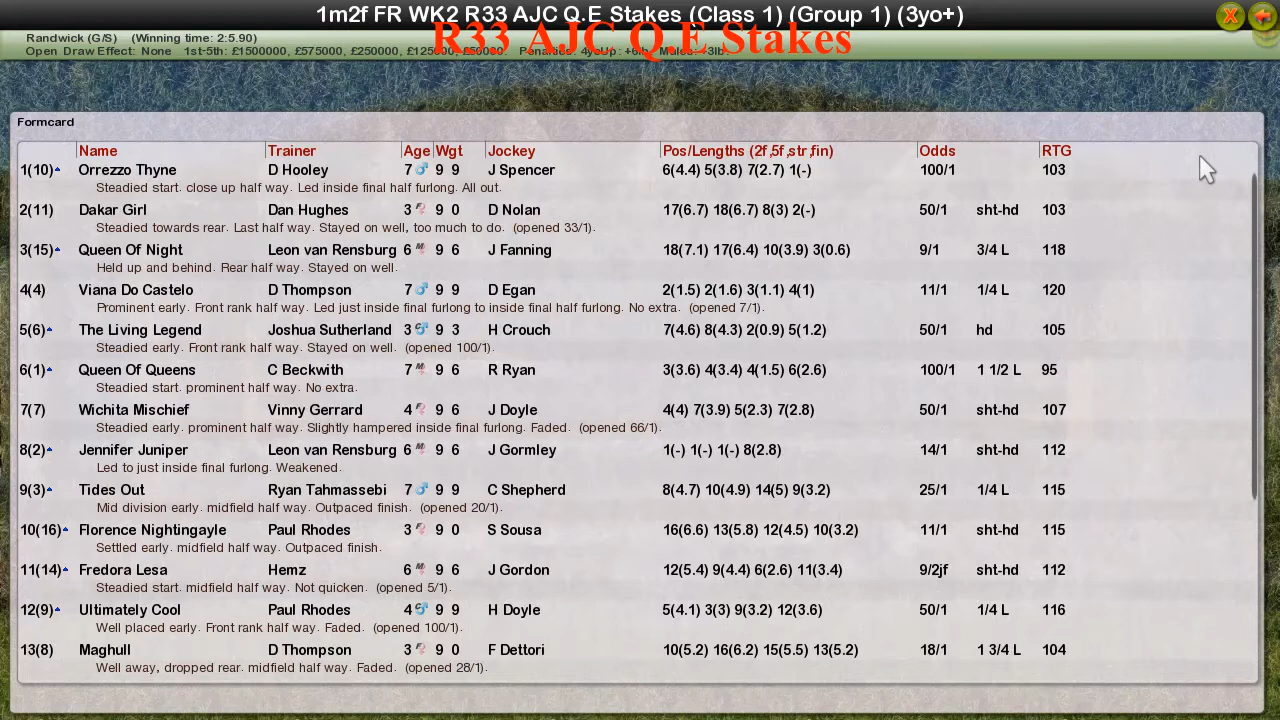 1m2f FR WK2 R33 AJC Q.E Stakes (Class 1) (Group 1) (3yo+)
R33 AJC Q.E Stakes
Randwick (G/S) (Winning time: 2:5.90)
Open Draw Effect: None 1st-5th: £1500000, £575000, £250000, £125000, £50000. Penalties: 4yoUp: +6lb Males: +3lb.
Formcard
Name Trainer Age Wgt Jockey Pos/Lengths (2f,5f,str,fin) Odds RTG
1(10) Orrezzo Thyne D Hooley 7 9 9 J Spencer 6(4.4) 5(3.8) 7(2.7) 1(-) 100/1 103
Steadied start. close up half way. Led inside final half furlong. All out.
2(11) Dakar Girl Dan Hughes 3 F 9 0 D Nolan 17(6.7) 18(6.7) 8(3) 2(-) 50/1 sht-hd 103
Steadied towards rear. Last half way. Stayed on well, too much to do. (opened 33/1).
3(15) Queen Of Night Leon van Rensburg 6 M 9 6 J Fanning 18(7.1) 17(6.4) 10(3.9) 3(0.6) 9/1 3/4 L 118
Held up and behind. Rear half way. Stayed on well.
4(4) Viana Do Castelo D Thompson 7 9 9 D Egan 2(1.5) 2(1.6) 3(1.1) 4(1) 11/1 1/4 L 120
Prominent early. Front rank half way. Led just inside final furlong to inside final half furlong. No extra. (opened 7/1).
5(6) The Living Legend Joshua Sutherland 3 9 3 H Crouch 7(4.6) 8(4.3) 2(0.9) 5(1.2) 50/1 hd 105
Steadied early. Front rank half way. Stayed on well. (opened 100/1).
6(1) Queen Of Queens C Beckwith 7 M 9 6 R Ryan 3(3.6) 4(3.4) 4(1.5) 6(2.6) 100/1 1 1/2 L 95
Steadied start. prominent half way. No extra.
7(7) Wichita Mischief Vinny Gerrard 4 F 9 6 J Doyle 4(4) 7(3.9) 5(2.3) 7(2.8) 50/1 sht-hd 107
Steadied early. prominent half way. Slightly hampered inside final furlong. Faded. (opened 66/1).
8(2) Jennifer Juniper Leon van Rensburg 6 M 9 6 J Gormley 1(-) 1(-) 1(-) 8(2.8) 14/1 sht-hd 112
Led to just inside final furlong. Weakened.
9(3) Tides Out Ryan Tahmassebi 7 9 9 C Shepherd 8(4.7) 10(4.9) 14(5) 9(3.2) 25/1 1/4 L 115
Mid division early. midfield half way. Outpaced finish. (opened 20/1).
10(16) Florence Nightingayle Paul Rhodes 3 F 9 0 S Sousa 16(6.6) 13(5.8) 12(4.5) 10(3.2) 11/1 sht-hd 115
Settled early. midfield half way. Outpaced finish.
11(14) Fredora Lesa Hemz 6 M 9 6 J Gordon 12(5.4) 9(4.4) 6(2.6) 11(3.4) 9/2jf sht-hd 112
Steadied start. midfield half way. Not quicken. (opened 5/1).
12(9) Ultimately Cool Paul Rhodes 4 9 9 H Doyle 5(4.1) 3(3) 9(3.2) 12(3.6) 50/1 1/4 L 116
Well placed early. Front rank half way. Faded. (opened 100/1).
13(8) Maghull D Thompson 3 F 9 0 F Dettori 10(5.2) 16(6.2) 15(5.5) 13(5.2) 18/1 1 3/4 L 104
Well away, dropped rear. midfield half way. Faded. (opened 28/1).